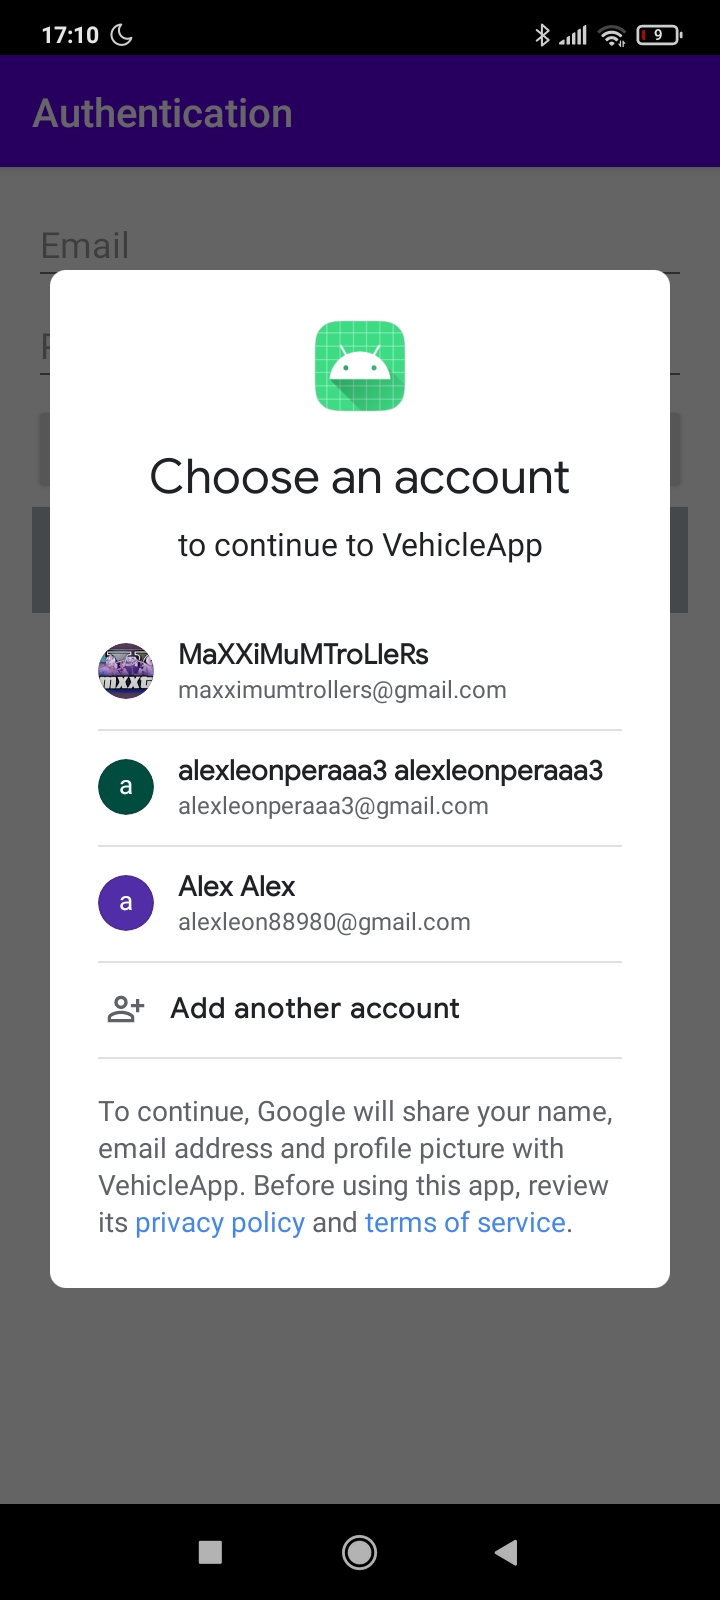 17:10
9
Authentication
Email
Choose an account
to continue to VehicleApp
MaXXiMuMTroLleRs
maxximumtrollers@gmail.com
a
alexleonperaaa3 alexleonperaaa3
alexleonperaaa3@gmail.com
a
Alex Alex
alexleon88980@gmail.com
Add another account
To continue, Google will share your name,
email address and profile picture with
VehicleApp. Before using this app, review
its privacy policy and terms of service.